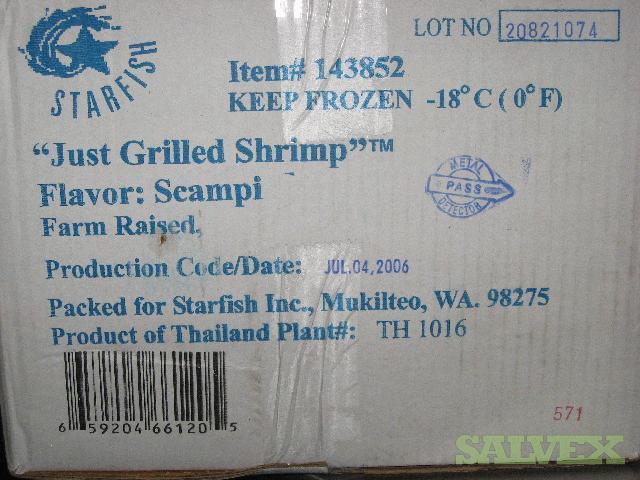 STARFISH
LOT NO 20821074
Item# 143852
KEEP FROZEN -18°C (0°F)
“Just Grilled Shrimp”™
Flavor: Scampi
Farm Raised,
METAL
PASS
DETECTOR
Production Code/Date: JUL.04,2006
Packed for Starfish Inc., Mukilteo, WA. 98275
Product of Thailand Plant#: TH 1016
6 59204 66120 5
571
SALVEX